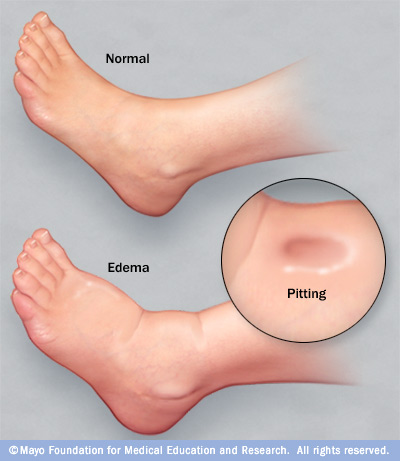 Normal
Edema
Pitting
©Mayo Foundation for Medical Education and Research. All rights reserved.